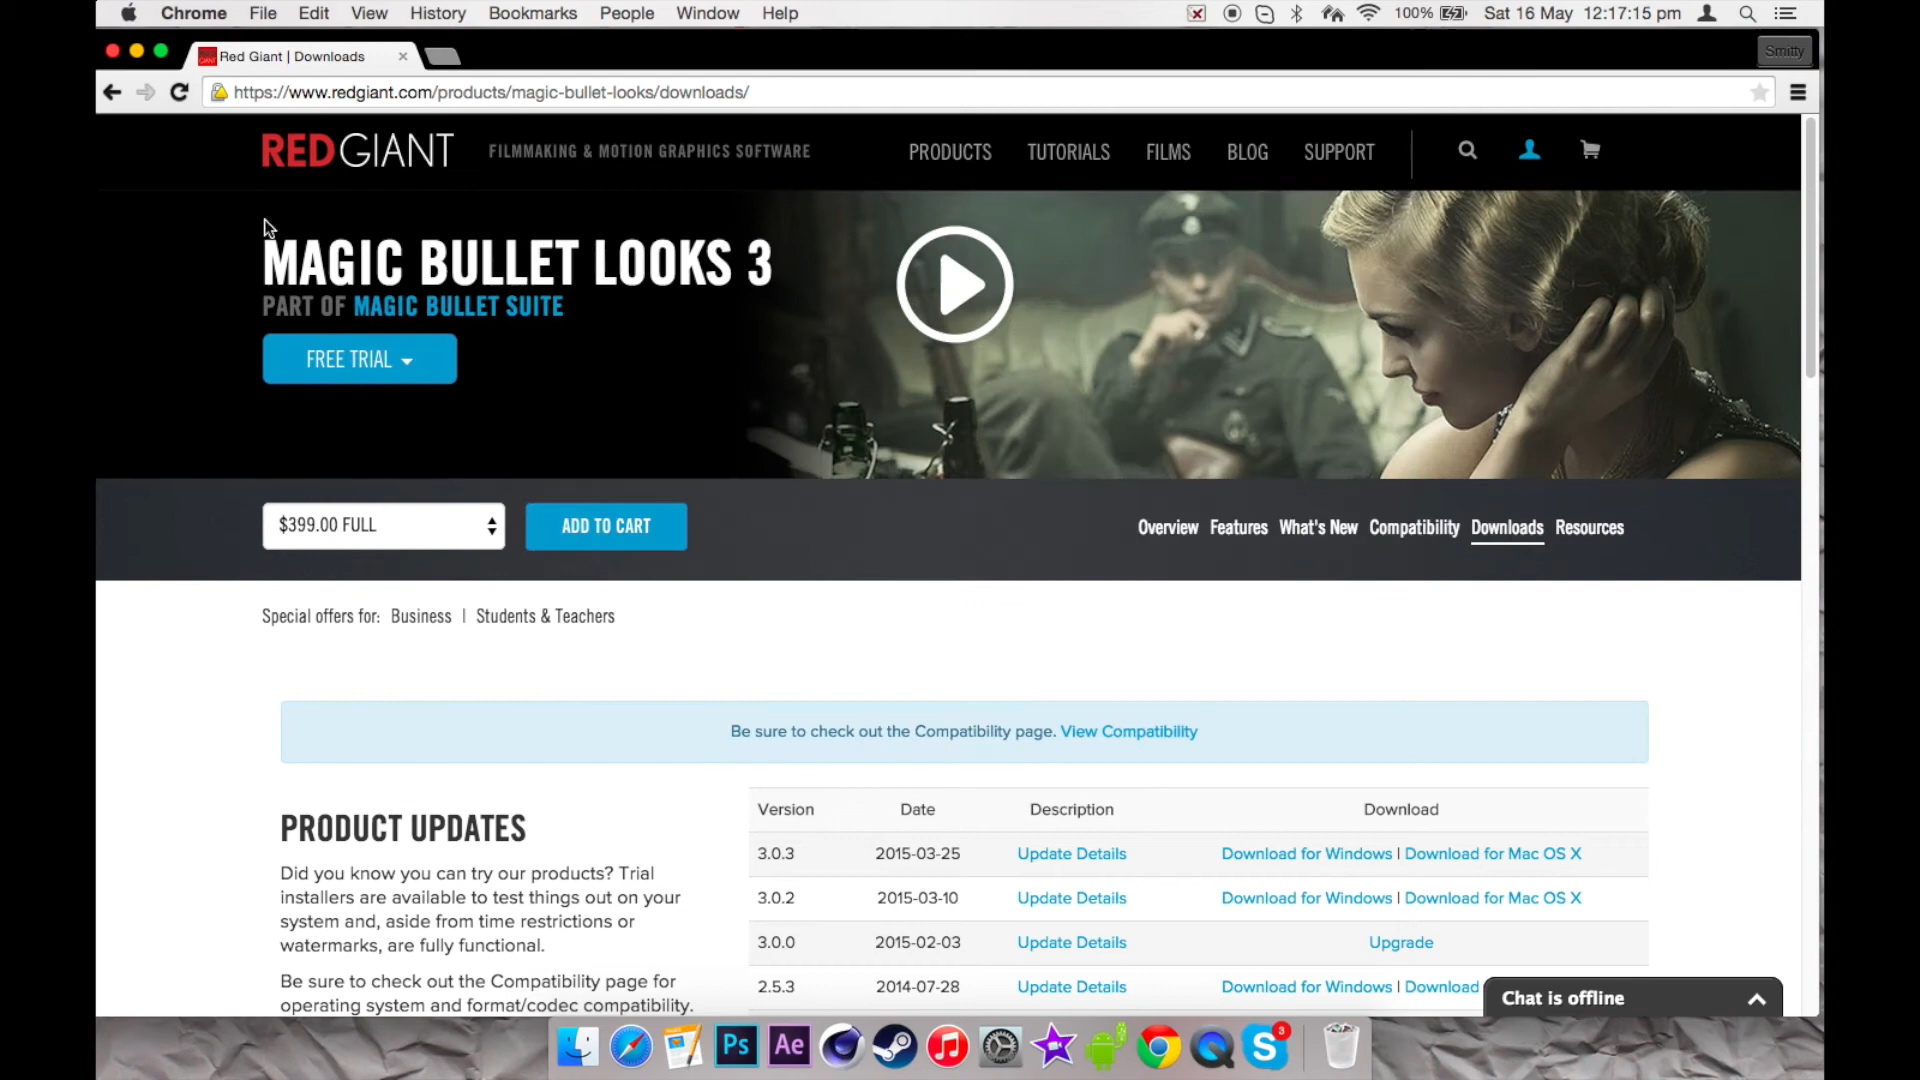 Chrome File Edit View History Bookmarks People Window Help 100% Sat 16 May 12:17:15 pm
Red Giant | Downloads
Smitty
https://www.redgiant.com/products/magic-bullet-looks/downloads/
REDGIANT FILMMAKING & MOTION GRAPHICS SOFTWARE PRODUCTS TUTORIALS FILMS BLOG SUPPORT
MAGIC BULLET LOOKS 3
PART OF MAGIC BULLET SUITE
FREE TRIAL
$399.00 FULL ADD TO CART Overview Features What's New Compatibility Downloads Resources
Special offers for: Business | Students & Teachers
Be sure to check out the Compatibility page. View Compatibility
PRODUCT UPDATES
Did you know you can try our products? Trial
installers are available to test things out on your
system and, aside from time restrictions or
watermarks, are fully functional.
Be sure to check out the Compatibility page for
operating system and format/codec compatibility.
Version Date Description Download
3.0.3 2015-03-25 Update Details Download for Windows | Download for Mac OS X
3.0.2 2015-03-10 Update Details Download for Windows | Download for Mac OS X
3.0.0 2015-02-03 Update Details Upgrade
2.5.3 2014-07-28 Update Details Download for Windows | Download
Chat is offline
Ps Ae 3